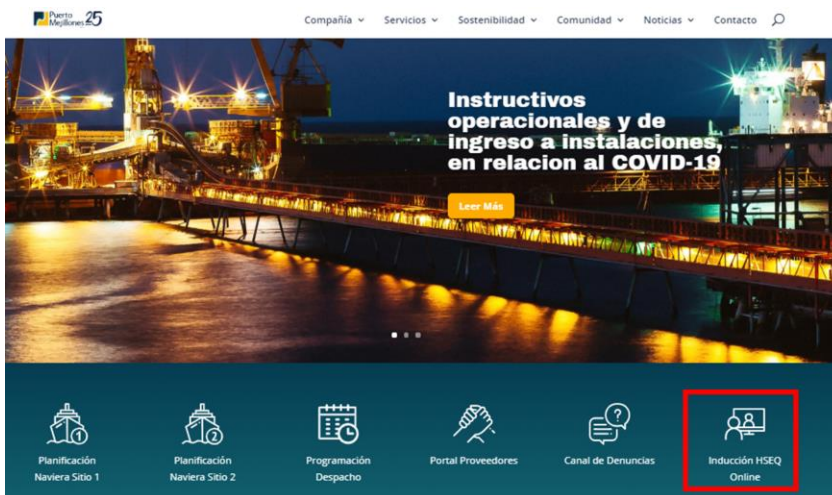 Puerto
Mejillones 25
Compañía
Servicios
Sostenibilidad
Comunidad
Noticias
Contacto
Instructivos
operacionales y de
ingreso a instalaciones,
en relacion al COVID-19
Leer Más
1
2
?
Planificación
Naviera Sitio 1
Planificación
Naviera Sitio 2
Programación
Despacho
Portal Proveedores
Canal de Denuncias
Inducción HSEQ
Online